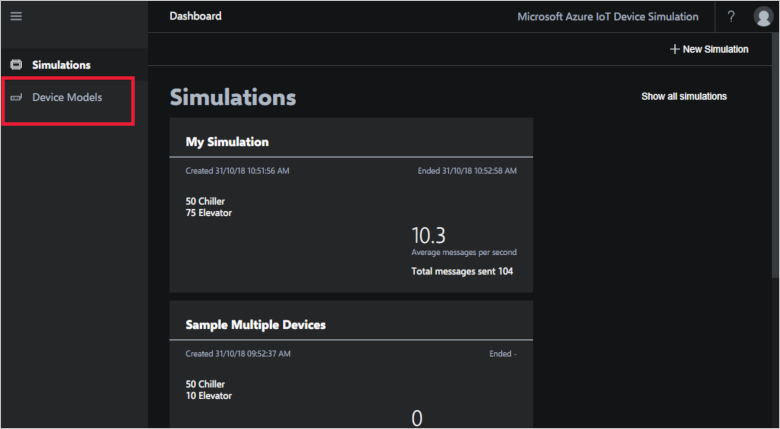 Dashboard
Microsoft Azure IoT Device Simulation
?
+ New Simulation
Simulations
Device Models
Simulations
Show all simulations
My Simulation
Created 31/10/18 10:51:56 AM
Ended 31/10/18 10:52:58 AM
50 Chiller
75 Elevator
10.3
Average messages per second
Total messages sent 104
Sample Multiple Devices
Created 31/10/18 09:52:37 AM
Ended -
50 Chiller
10 Elevator
0